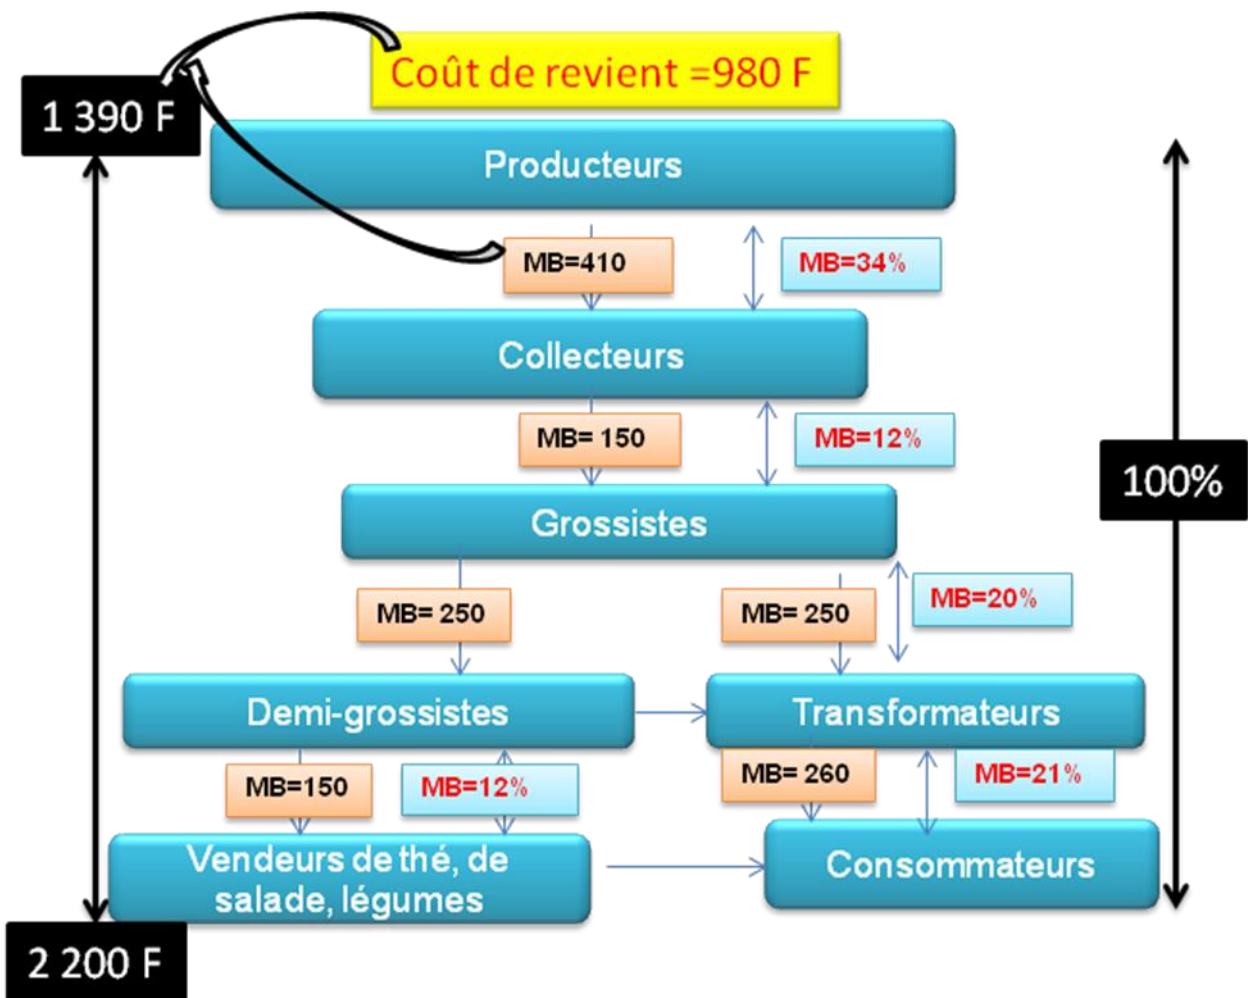 Coût de revient =980 F
1 390 F
Producteurs
MB=410
MB=34%
Collecteurs
MB= 150
MB=12%
100%
Grossistes
MB= 250
MB= 250
MB=20%
Demi-grossistes
Transformateurs
MB=150
MB=12%
MB= 260
MB=21%
Vendeurs de thé, de
salade, légumes
Consommateurs
2 200 F